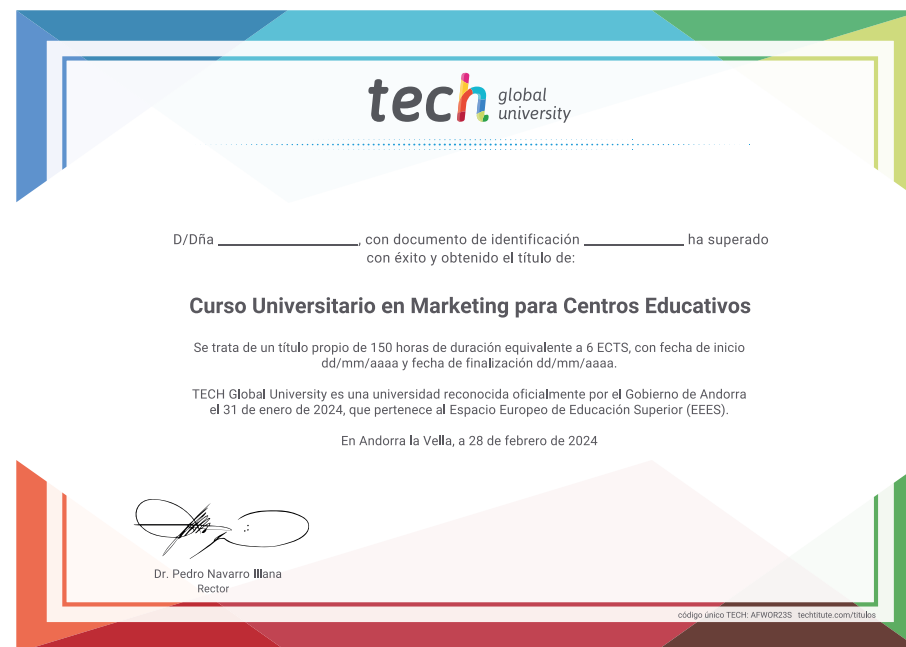 tech global university
D/Dña ____________________, con documento de identificación ______________ ha superado
con éxito y obtenido el título de:
Curso Universitario en Marketing para Centros Educativos
Se trata de un título propio de 150 horas de duración equivalente a 6 ECTS, con fecha de inicio
dd/mm/aaaa y fecha de finalización dd/mm/aaaa.
TECH Global University es una universidad reconocida oficialmente por el Gobierno de Andorra
el 31 de enero de 2024, que pertenece al Espacio Europeo de Educación Superior (EEES).
En Andorra la Vella, a 28 de febrero de 2024
Dr. Pedro Navarro Illana
Rector
código único TECH: AFWOR23S techtitute.com/titulos